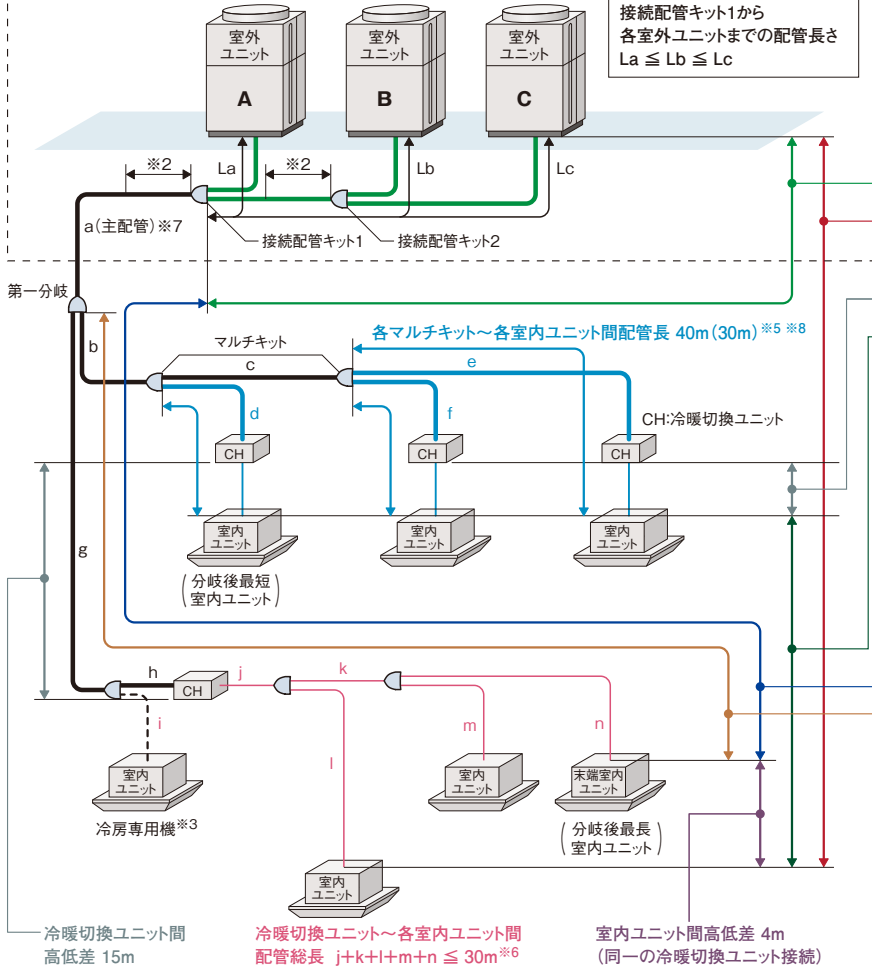 接続配管キット1から
各室外ユニットまでの配管長さ
La ≦ Lb ≦ Lc
室外
ユニット
A
室外
ユニット
B
室外
ユニット
C
※2
La
※2
Lb
Lc
a(主配管)※7
接続配管キット1
接続配管キット2
第一分岐
b
マルチキット
c
各マルチキット～各室内ユニット間配管長 40m(30m)※5 ※8
e
d
f
CH:冷暖切換ユニット
CH
CH
CH
室内
ユニット
室内
ユニット
室内
ユニット
(分岐後最短
室内ユニット)
g
h
CH
j
k
i
l
m
n
室内
ユニット
冷房専用機※3
室内
ユニット
末端室内
ユニット
(分岐後最長
室内ユニット)
室内
ユニット
冷暖切換ユニット間
高低差 15m
冷暖切換ユニット～各室内ユニット間
配管総長 j+k+l+m+n ≦ 30m※6
室内ユニット間高低差 4m
(同一の冷暖切換ユニット接続)